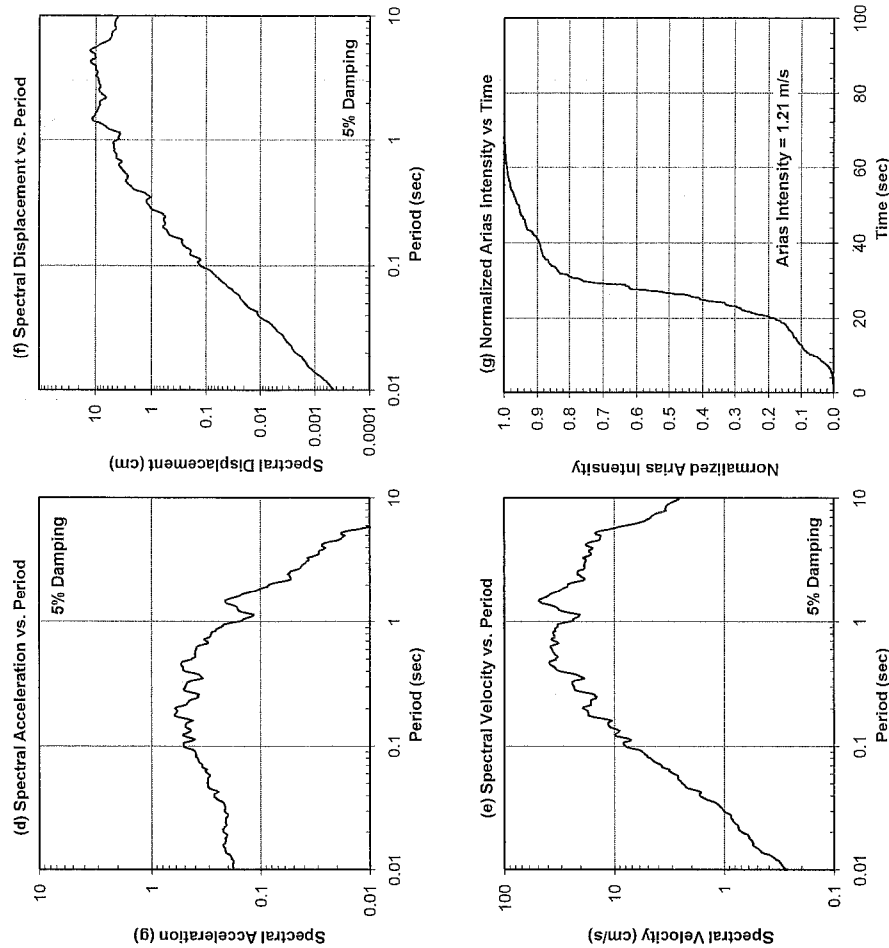 (d) Spectral Acceleration vs. Period
5% Damping
Spectral Acceleration (g)
10
1
0.1
0.01
0.01
0.1
1
10
Period (sec)
(f) Spectral Displacement vs. Period
5% Damping
Spectral Displacement (cm)
10
1
0.1
0.01
0.001
0.0001
0.01
0.1
1
10
Period (sec)
(e) Spectral Velocity vs. Period
5% Damping
Spectral Velocity (cm/s)
100
10
1
0.1
0.01
0.1
1
10
Period (sec)
(g) Normalized Arias Intensity vs Time
Arias Intensity = 1.21 m/s
Normalized Arias Intensity
1.0
0.9
0.8
0.7
0.6
0.5
0.4
0.3
0.2
0.1
0.0
0
20
40
60
80
100
Time (sec)